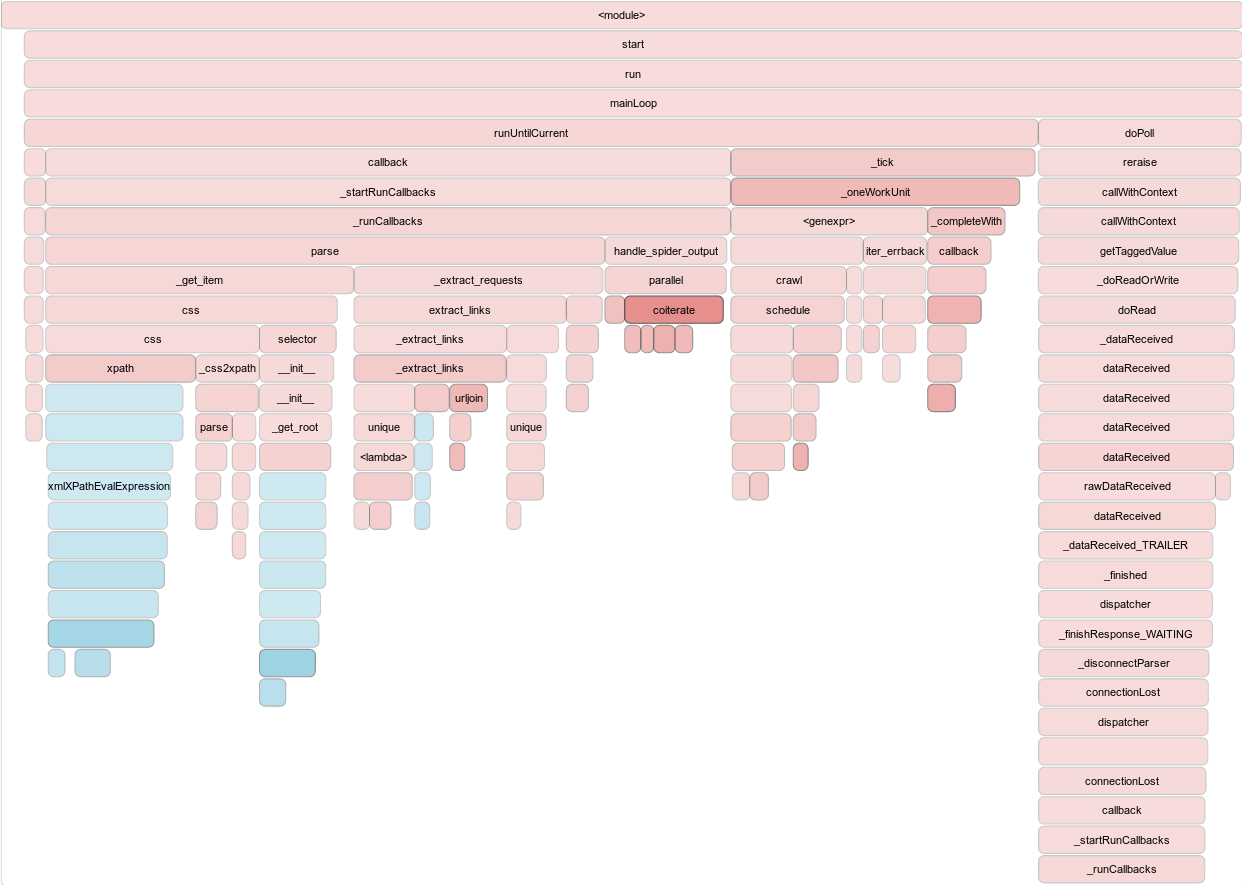 <module>
start
run
mainLoop
runUntilCurrent doPoll
callback _tick reraise
_startRunCallbacks _oneWorkUnit callWithContext
_runCallbacks <genexpr> _completeWith callWithContext
parse handle_spider_output iter_errback callback getTaggedValue
_get_item _extract_requests parallel crawl _doReadOrWrite
css extract_links coiterate schedule doRead
css selector _extract_links _dataReceived
xpath _css2xpath __init__ _extract_links dataReceived
__init__ urljoin dataReceived
parse _get_root unique unique dataReceived
<lambda> dataReceived
xmlXPathEvalExpression rawDataReceived
dataReceived
_dataReceived_TRAILER
_finished
dispatcher
_finishResponse_WAITING
_disconnectParser
connectionLost
dispatcher
connectionLost
callback
_startRunCallbacks
_runCallbacks